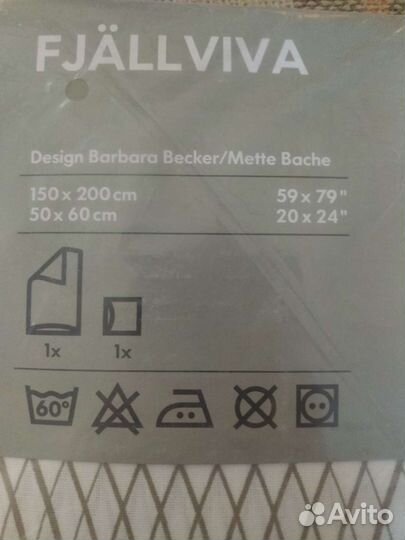 FJÄLLVIVA
Design Barbara Becker/Mette Bache
150 x 200 cm 59 x 79"
50 x 60 cm 20 x 24"
1x 1x
60°
Avito